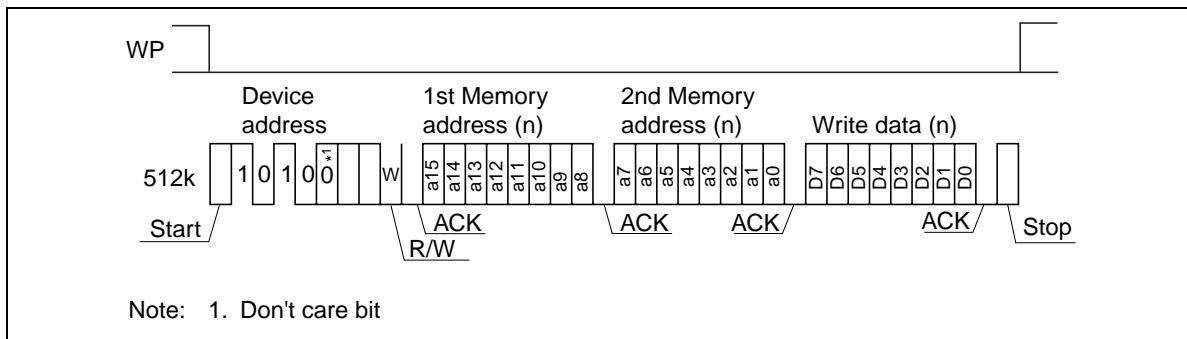 WP
Device 1st Memory 2nd Memory
address address (n) address (n) Write data (n)
512k 1 0 1 0 0*1 W a15 a14 a13 a12 a11 a10 a9 a8 a7 a6 a5 a4 a3 a2 a1 a0 D7 D6 D5 D4 D3 D2 D1 D0
Start ACK ACK ACK ACK Stop
R/W
Note: 1. Don't care bit